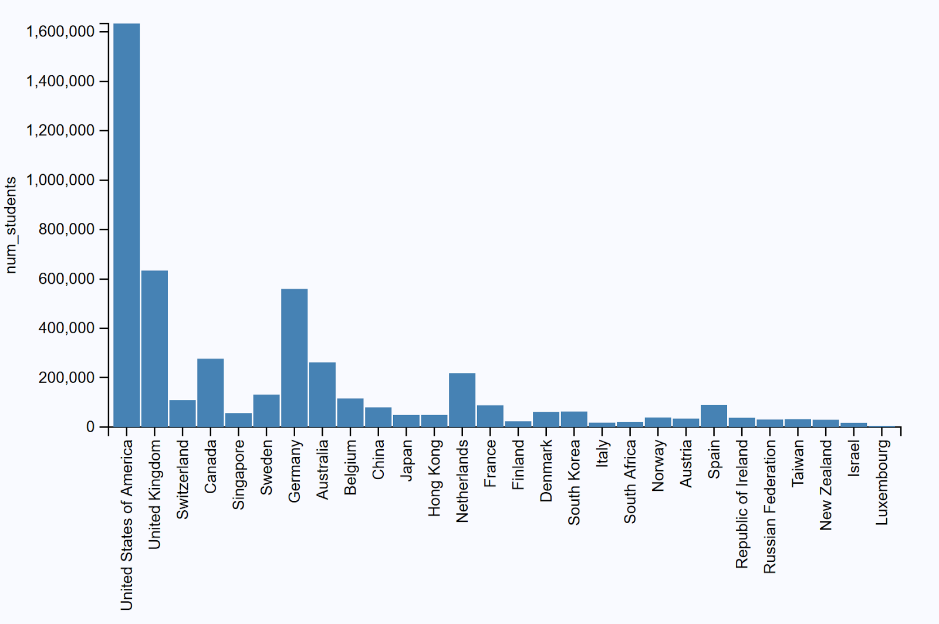 num_students
1,600,000
1,400,000
1,200,000
1,000,000
800,000
600,000
400,000
200,000
0
United States of America
United Kingdom
Switzerland
Canada
Singapore
Sweden
Germany
Australia
Belgium
China
Japan
Hong Kong
Netherlands
France
Finland
Denmark
South Korea
Italy
South Africa
Norway
Austria
Spain
Republic of Ireland
Russian Federation
Taiwan
New Zealand
Israel
Luxembourg